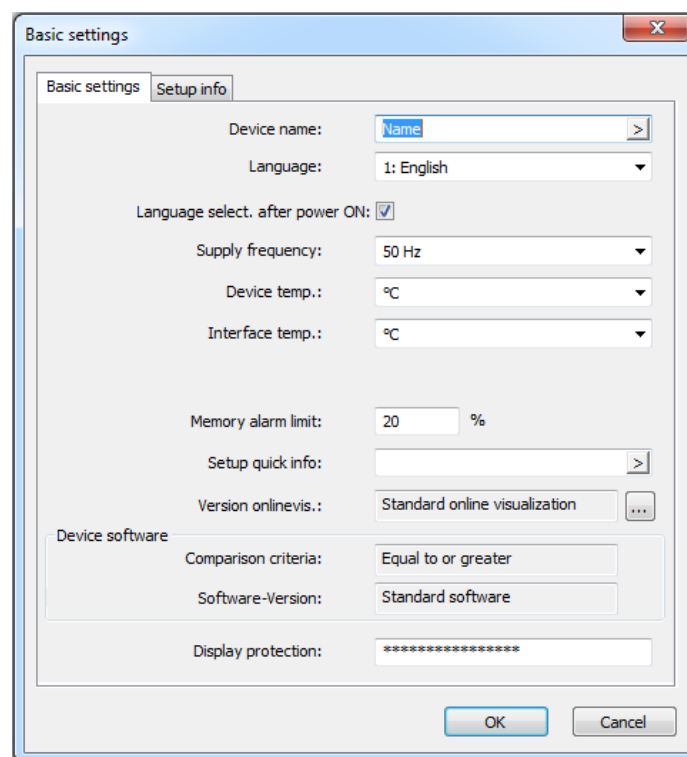 Basic settings
Basic settings Setup info
Device name: Name >
Language: 1: English
Language select. after power ON:
Supply frequency: 50 Hz
Device temp.: °C
Interface temp.: °C
Memory alarm limit: 20 %
Setup quick info: >
Version onlinevis.: Standard online visualization ...
Device software
Comparison criteria: Equal to or greater
Software-Version: Standard software
Display protection: ****************
OK Cancel